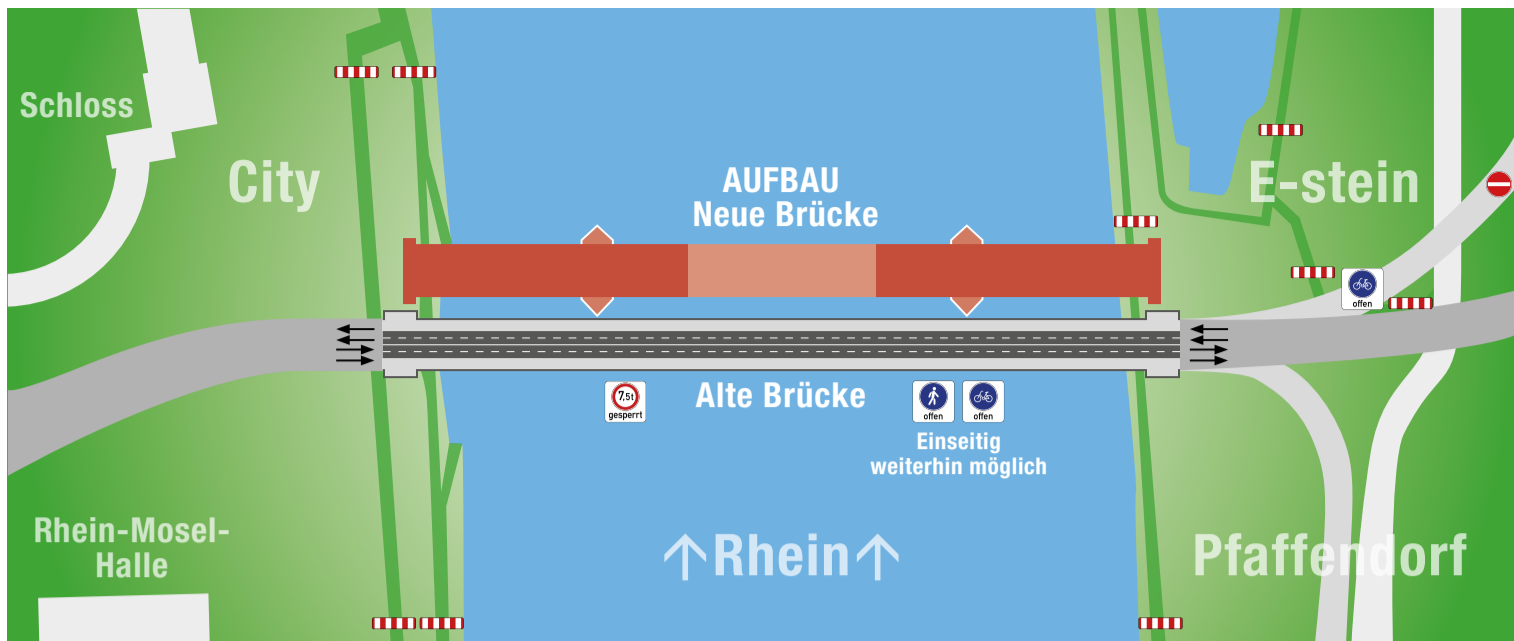 Schloss
City
AUFBAU
Neue Brücke
E-stein
offen
7,5t
gesperrt
Alte Brücke
offen
offen
Einseitig
weiterhin möglich
Rhein-Mosel-
Halle
↑Rhein↑
Pfaffendorf